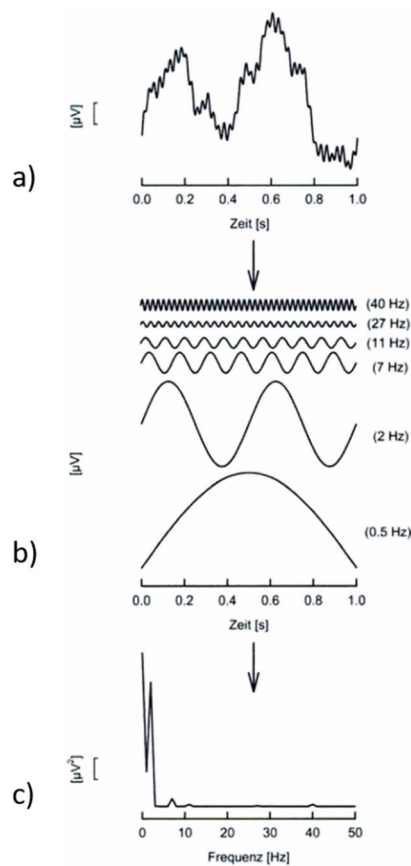 [µV]
a)
0.0 0.2 0.4 0.6 0.8 1.0
Zeit [s]
(40 Hz)
(27 Hz)
(11 Hz)
(7 Hz)
(2 Hz)
[µV]
(0.5 Hz)
b)
0.0 0.2 0.4 0.6 0.8 1.0
Zeit [s]
[µV²]
c)
0 10 20 30 40 50
Frequenz [Hz]